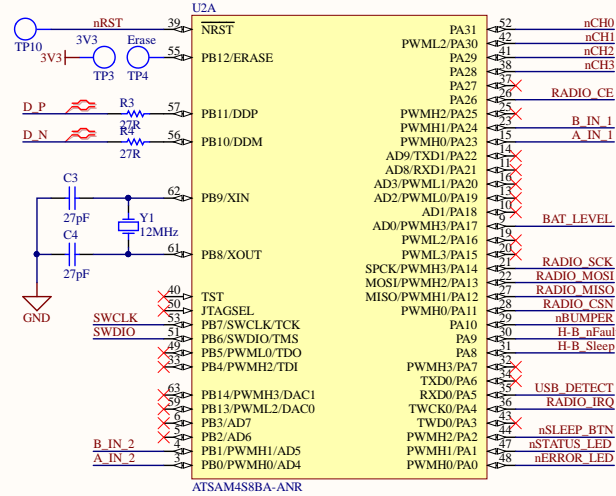 U2A
nRST
39
NRST
PA31
52
nCH0
TP10
Erase
PWML2/PA30
42
nCH1
3V3
3V3
55
PB12/ERASE
PA29
41
nCH2
TP3
TP4
PA28
38
nCH3
PA27
37
PA26
26
RADIO_CE
D_P
R3
27R
57
PB11/DDP
PWMH2/PA25
25
PWMH1/PA24
23
B_IN_1
D_N
R4
27R
56
PB10/DDM
PWMH0/PA23
15
A_IN_1
AD9/TXD1/PA22
14
AD8/RXD1/PA21
11
AD3/PWML1/PA20
16
C3
27pF
62
PB9/XIN
AD2/PWML0/PA19
13
AD1/PA18
10
Y1
12MHz
AD0/PWMH3/PA17
9
BAT_LEVEL
PWML2/PA16
19
C4
27pF
61
PB8/XOUT
PWML3/PA15
20
SPCK/PWMH3/PA14
21
RADIO_SCK
MOSI/PWMH2/PA13
22
RADIO_MOSI
GND
40
TST
MISO/PWMH1/PA12
27
RADIO_MISO
50
JTAGSEL
PWMH0/PA11
28
RADIO_CSN
SWCLK
53
PB7/SWCLK/TCK
PA10
29
nBUMPER
SWDIO
51
PB6/SWDIO/TMS
PA9
30
H-B_nFaul
49
PB5/PWML0/TDO
PA8
31
H-B_Sleep
33
PB4/PWMH2/TDI
PWMH3/PA7
32
TXD0/PA6
34
63
PB14/PWMH3/DAC1
RXD0/PA5
35
USB_DETECT
59
PB13/PWML2/DAC0
TWCK0/PA4
36
RADIO_IRQ
6
PB3/AD7
TWD0/PA3
43
5
PB2/AD6
PWMH2/PA2
44
nSLEEP_BTN
B_IN_2
4
PB1/PWMH1/AD5
PWMH1/PA1
47
nSTATUS_LED
A_IN_2
3
PB0/PWMH0/AD4
PWMH0/PA0
48
nERROR_LED
ATSAM4S8BA-ANR